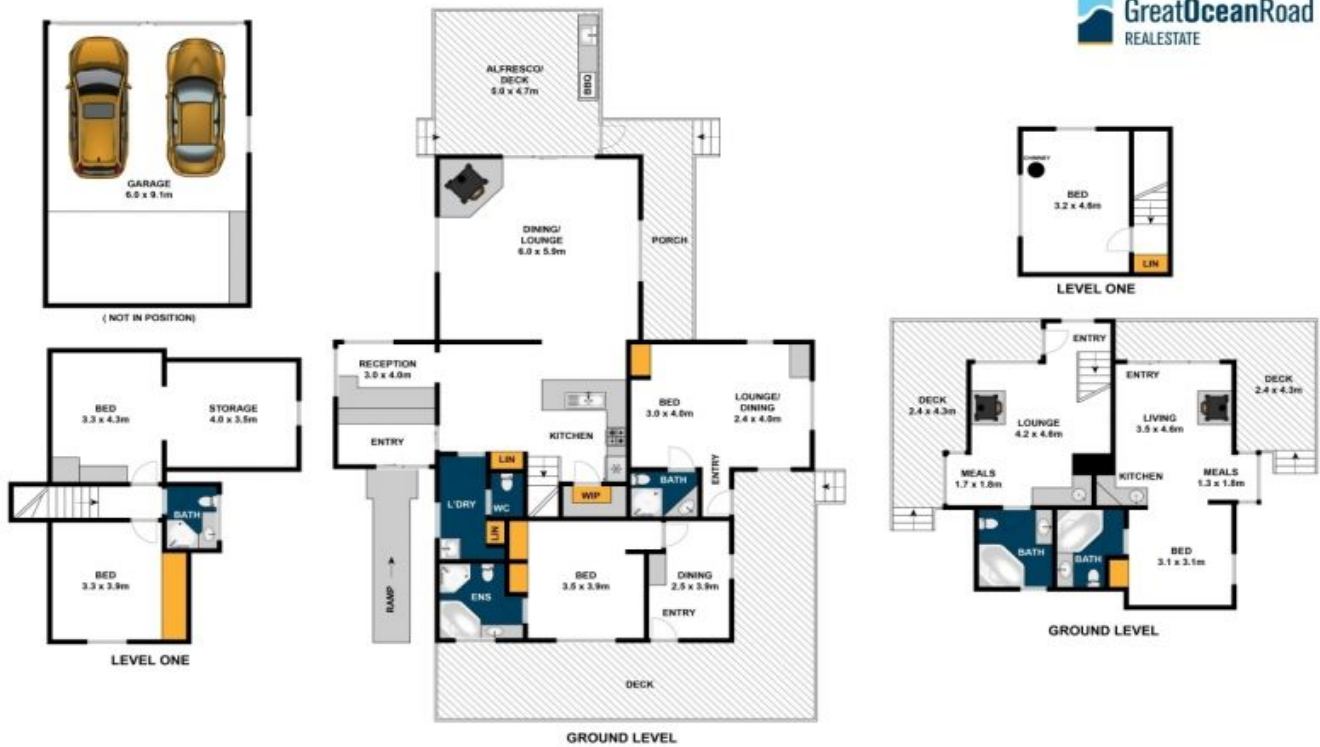 GreatOceanRoad
REALESTATE
GARAGE
6.0 x 9.1m
( NOT IN POSITION)
BED
3.3 x 4.3m
STORAGE
4.0 x 3.5m
BATH
BED
3.3 x 3.9m
LEVEL ONE
ALFRESCO/
DECK
5.0 x 4.7m
BBQ
DINING/
LOUNGE
6.0 x 5.9m
PORCH
RECEPTION
3.0 x 4.0m
ENTRY
RAMP
KITCHEN
BED
3.0 x 4.0m
LOUNGE/
DINING
2.4 x 4.0m
LIN
L'DRY
WC
LIN
WIP
BATH
ENTRY
ENS
BED
3.5 x 3.9m
DINING
2.5 x 3.9m
ENTRY
DECK
GROUND LEVEL
CHIMNEY
BED
3.2 x 4.6m
LIN
LEVEL ONE
ENTRY
ENTRY
DECK
2.4 x 4.3m
DECK
2.4 x 4.3m
LOUNGE
4.2 x 4.6m
LIVING
3.5 x 4.6m
MEALS
1.7 x 1.8m
KITCHEN
MEALS
1.3 x 1.8m
BATH
BATH
BED
3.1 x 3.1m
GROUND LEVEL